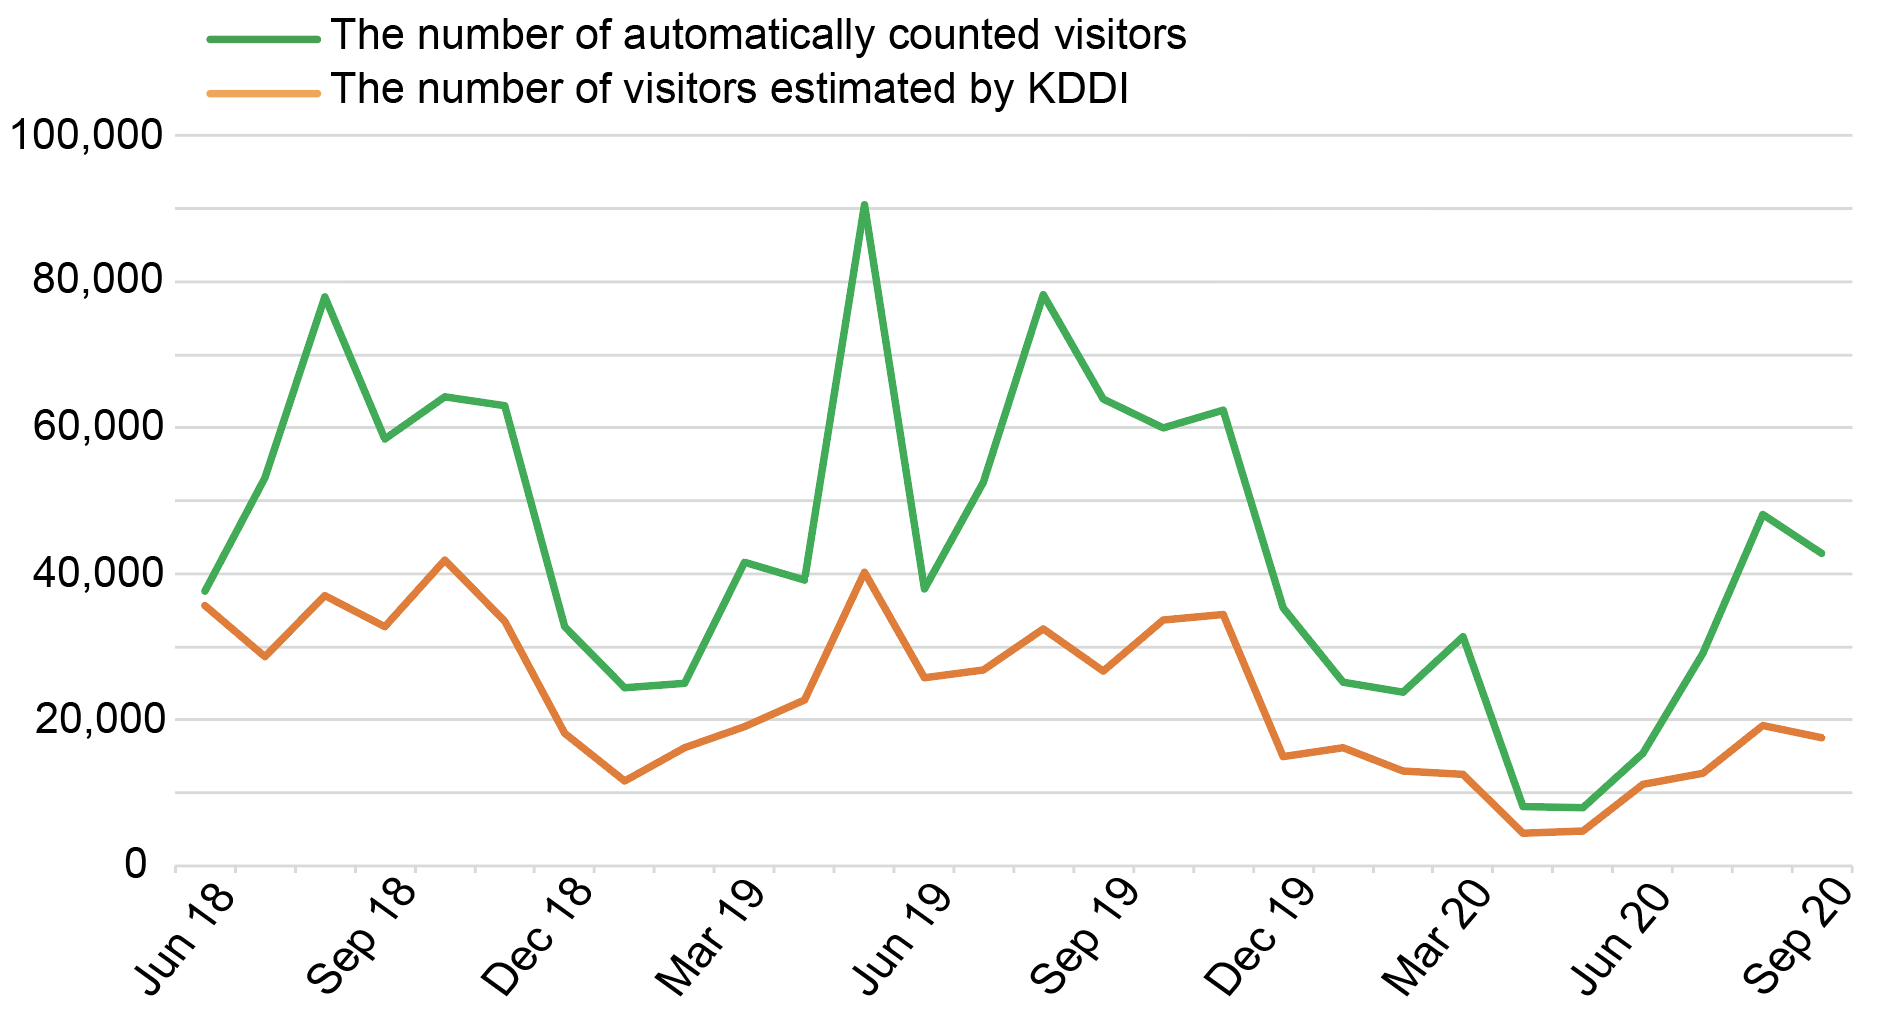 The number of automatically counted visitors
The number of visitors estimated by KDDI
100,000
80,000
60,000
40,000
20,000
0
Jun 18
Sep 18
Dec 18
Mar 19
Jun 19
Sep 19
Dec 19
Mar 20
Jun 20
Sep 20